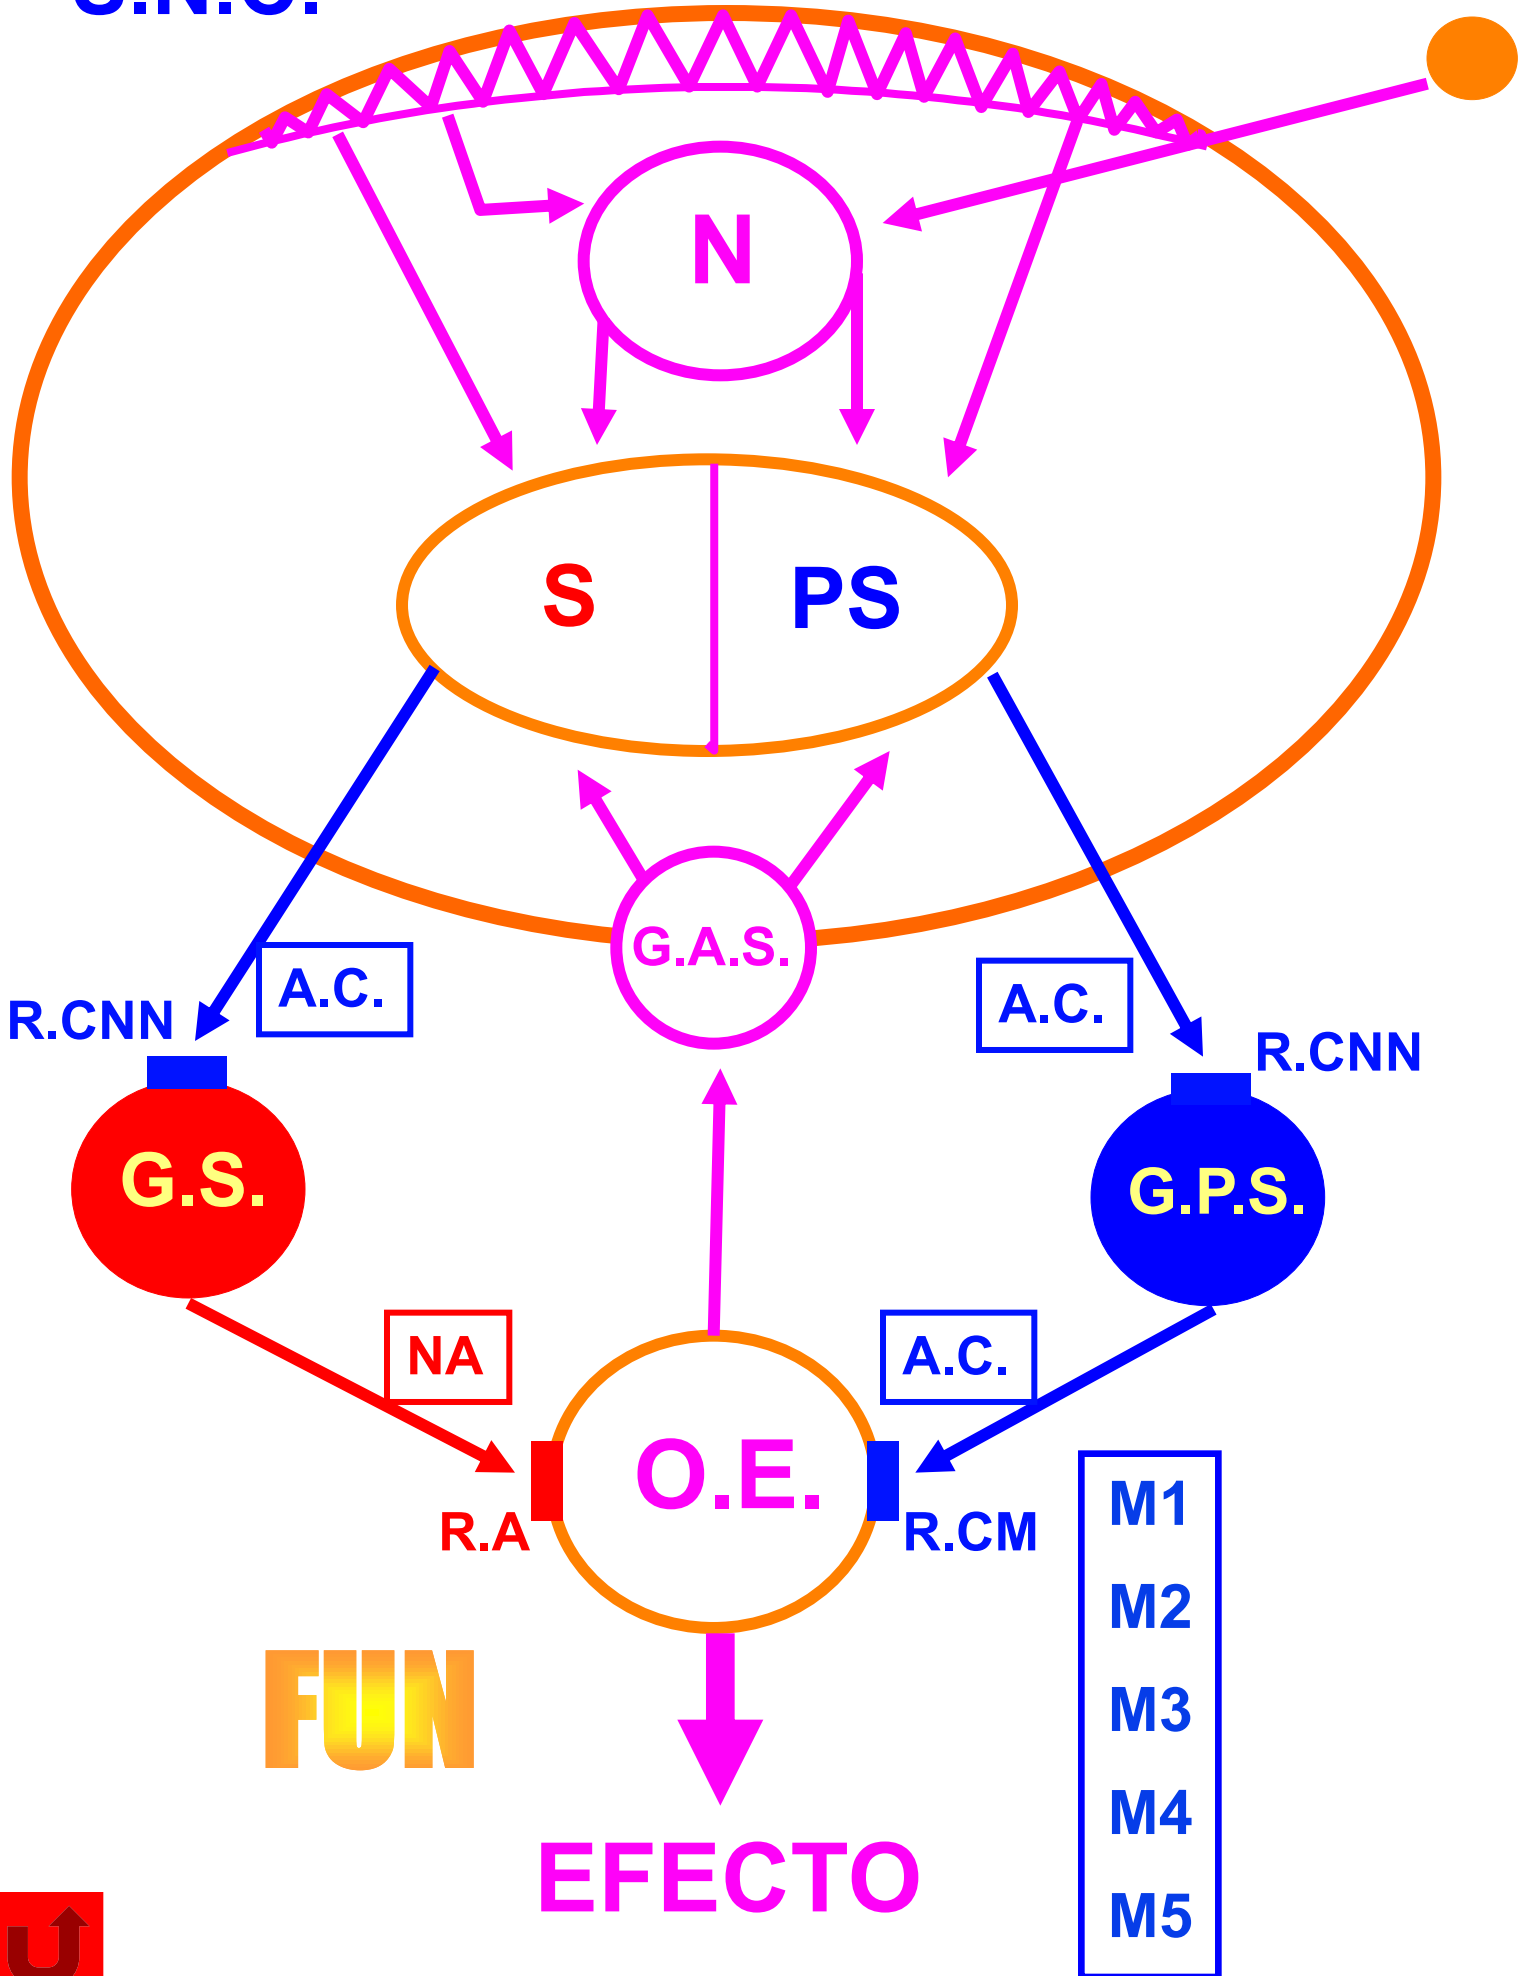 S.N.C.
N
S
PS
G.A.S.
A.C.
A.C.
R.CNN
R.CNN
G.S.
G.P.S.
NA
A.C.
O.E.
R.A
R.CM
M1
M2
M3
M4
M5
FUN
EFECTO